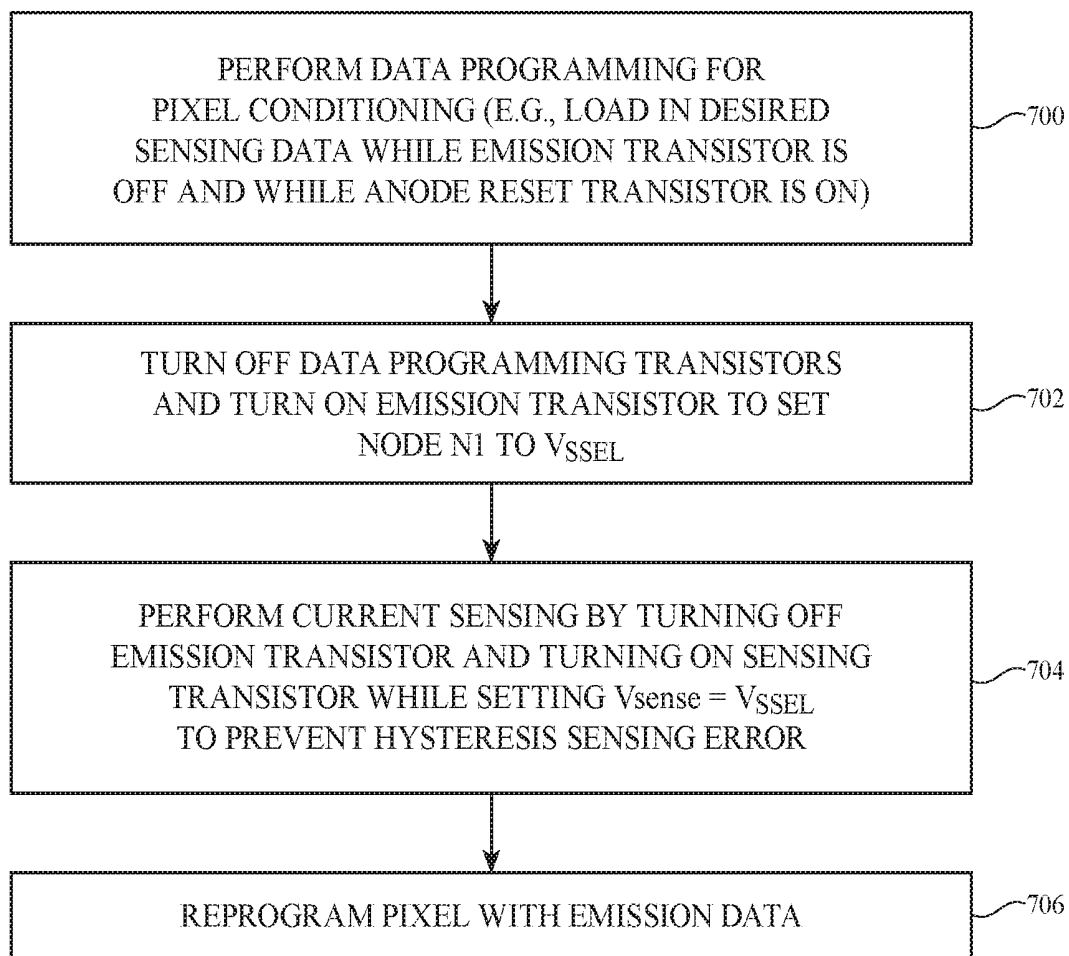 PERFORM DATA PROGRAMMING FOR
PIXEL CONDITIONING (E.G., LOAD IN DESIRED
SENSING DATA WHILE EMISSION TRANSISTOR IS
OFF AND WHILE ANODE RESET TRANSISTOR IS ON)
700
TURN OFF DATA PROGRAMMING TRANSISTORS
AND TURN ON EMISSION TRANSISTOR TO SET
NODE N1 TO VSSEL
702
PERFORM CURRENT SENSING BY TURNING OFF
EMISSION TRANSISTOR AND TURNING ON SENSING
TRANSISTOR WHILE SETTING Vsense = VSSEL
TO PREVENT HYSTERESIS SENSING ERROR
704
REPROGRAM PIXEL WITH EMISSION DATA
706